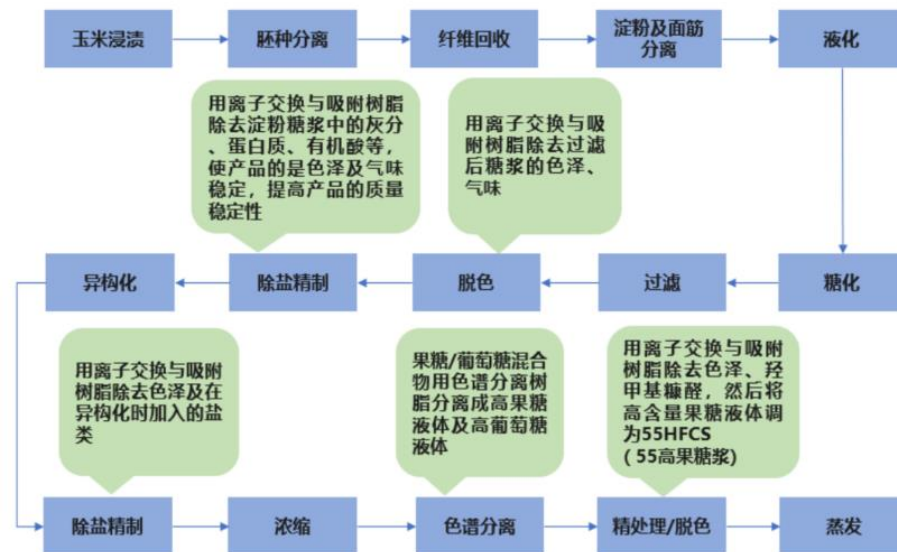 玉米浸渍
胚种分离
纤维回收
淀粉及面筋
分离
液化
用离子交换与吸附树脂
除去淀粉糖浆中的灰分
、蛋白质、有机酸等，
使产品的是色泽及气味
稳定，提高产品的质量
稳定性
用离子交换与吸
附树脂除去过滤
后糖浆的色泽、
气味
异构化
除盐精制
脱色
过滤
糖化
用离子交换与吸附
树脂除去色泽及在
异构化时加入的盐
类
果糖/葡萄糖混合
物用色谱分离树
脂分离成高果糖
液体及高葡萄糖
液体
用离子交换与吸附
树脂除去色泽、羟
甲基糠醛，然后将
高含量果糖液体调
为55HFCS
( 55高果糖浆)
除盐精制
浓缩
色谱分离
精处理/脱色
蒸发